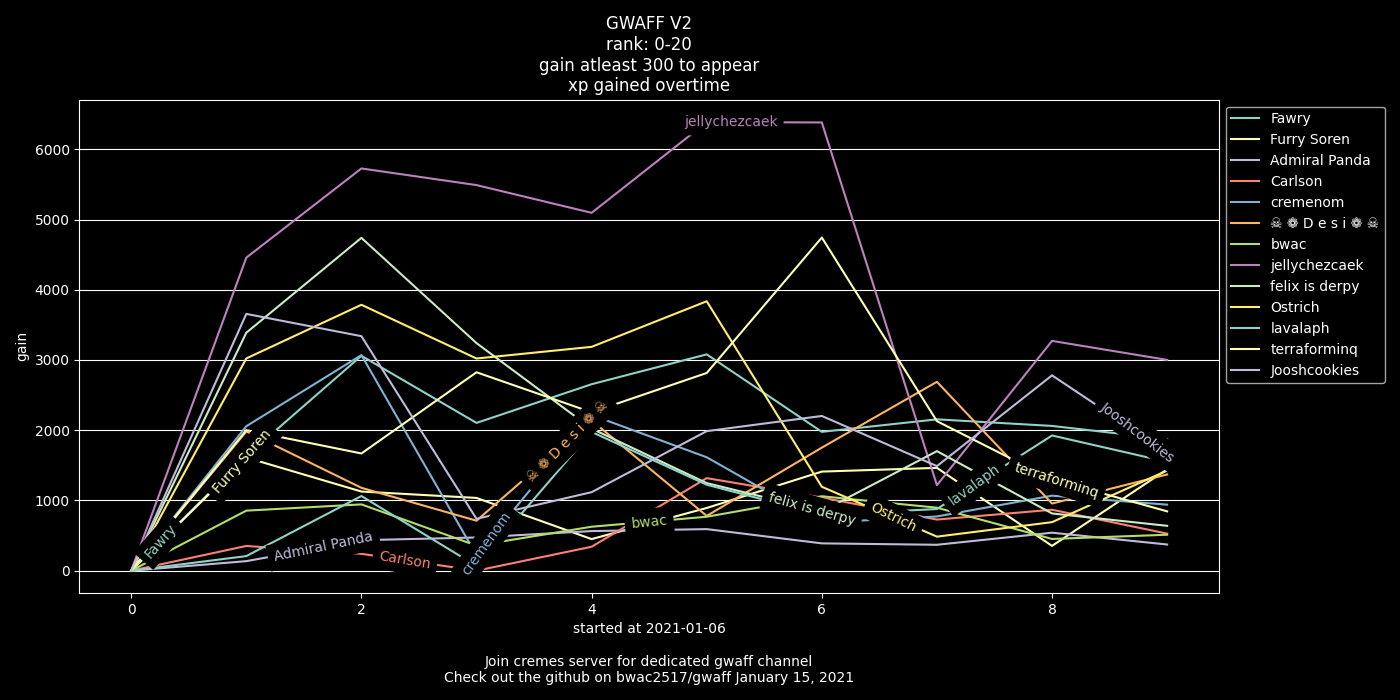 GWAFF V2
rank: 0-20
gain atleast 300 to appear
xp gained overtime
gain
6000
5000
4000
3000
2000
1000
0
jellychezcaek
☠ ❁ D e s i ❁ ☠
Furry Soren
Fawry
Admiral Panda
Carlson
cremenom
bwac
felix is derpy
Ostrich
lavalaph
terraforminq
Jooshcookies
0
2
4
6
8
started at 2021-01-06
Join cremes server for dedicated gwaff channel
Check out the github on bwac2517/gwaff January 15, 2021
Fawry
Furry Soren
Admiral Panda
Carlson
cremenom
☠ ❁ D e s i ❁ ☠
bwac
jellychezcaek
felix is derpy
Ostrich
lavalaph
terraforminq
Jooshcookies